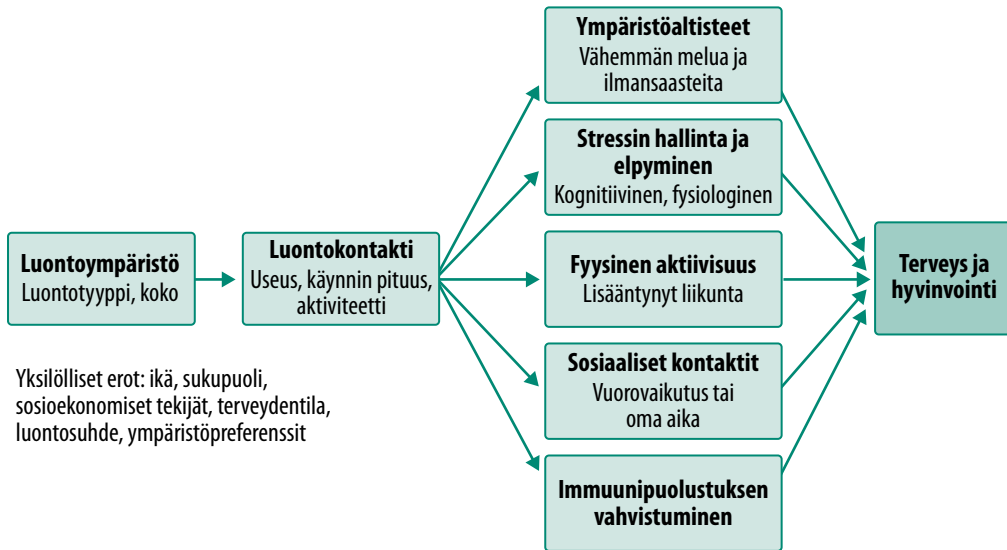 Luontoympäristö
Luontotyyppi, koko
Luontokontakti
Useus, käynnin pituus,
aktiviteetti
Ympäristöaltisteet
Vähemmän melua ja
ilmansaasteita
Stressin hallinta ja
elpyminen
Kognitiivinen, fysiologinen
Fyysinen aktiivisuus
Lisääntynyt liikunta
Sosiaaliset kontaktit
Vuorovaikutus tai
oma aika
Immuunipuolustuksen
vahvistuminen
Terveys ja
hyvinvointi
Yksilölliset erot: ikä, sukupuoli,
sosioekonomiset tekijät, terveydentila,
luontosuhde, ympäristöpreferenssit